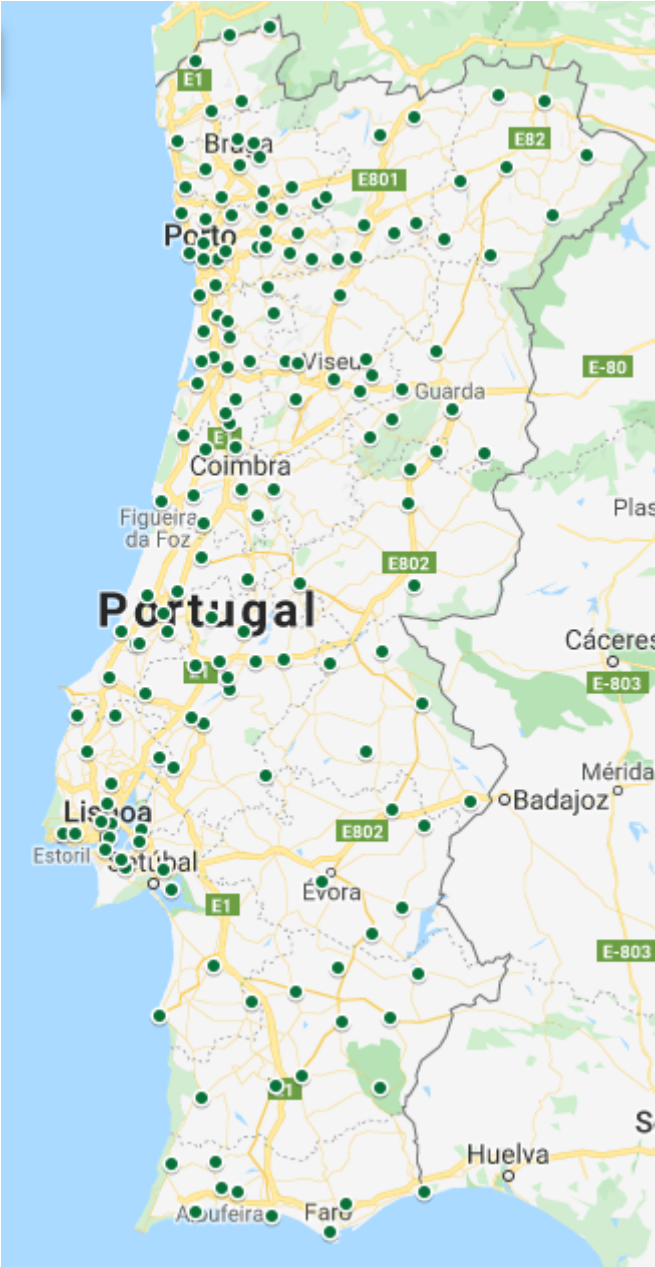 E1
Braga
E82
E801
Porto
Viseu
E-80
Guarda
E1
Coimbra
Plas
Figueira
da Foz
E802
Portugal
Cáceres
E1
E-803
Mérida
Lisboa
Badajoz
E802
Estoril
Setúbal
Évora
E1
E-803
E1
S
Huelva
Albufeira
Faro